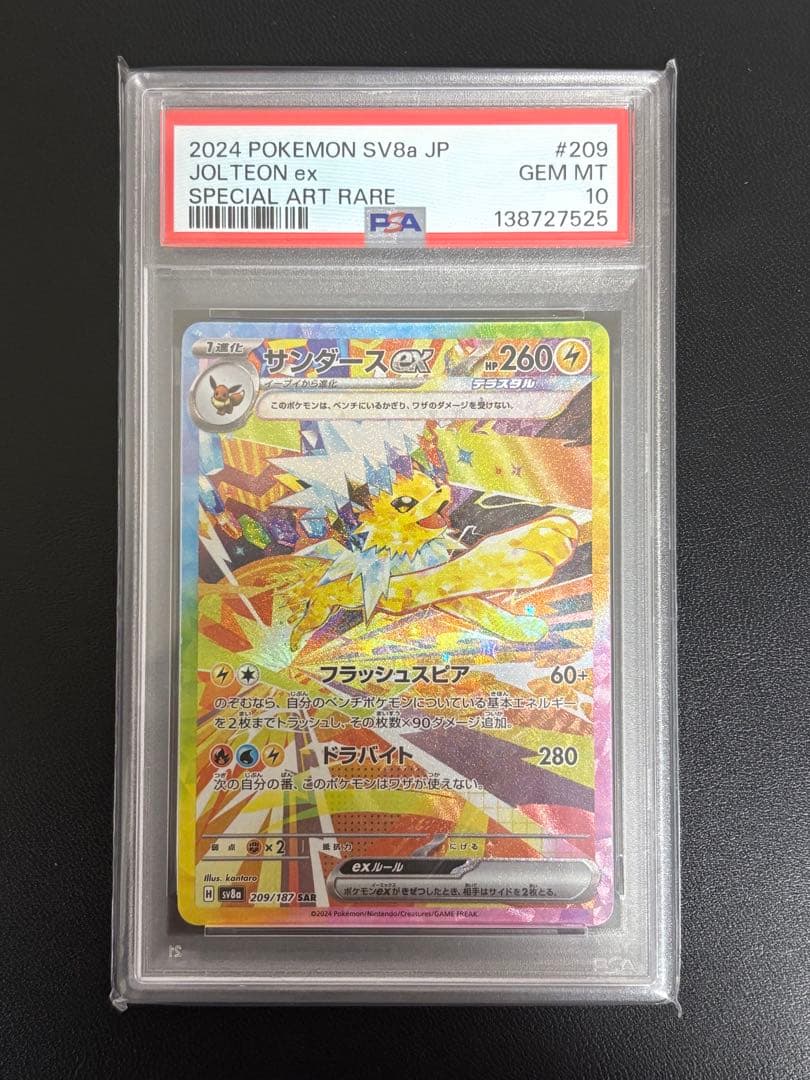 2024 POKEMON SV8a JP #209
JOLTEON ex GEM MT
SPECIAL ART RARE 10
PSA 138727525
1進化 サンダースex HP260
イーブイから進化 テラスタル
このポケモンは、ベンチにいるかぎり、ワザのダメージを受けない。
フラッシュスピア 60+
のぞむなら、自分のベンチポケモンについている基本エネルギー
を2枚までトラッシュし、その枚数×90ダメージ追加。
ドラバイト 280
次の自分の番、このポケモンはワザが使えない。
弱点 ×2 抵抗力 にげる
exルール
ポケモンexがきぜつしたとき、相手はサイドを2枚とる。
Illus. kantaro
H sv8a 209/187 SAR
©2024 Pokémon/Nintendo/Creatures/GAME FREAK.
PSA